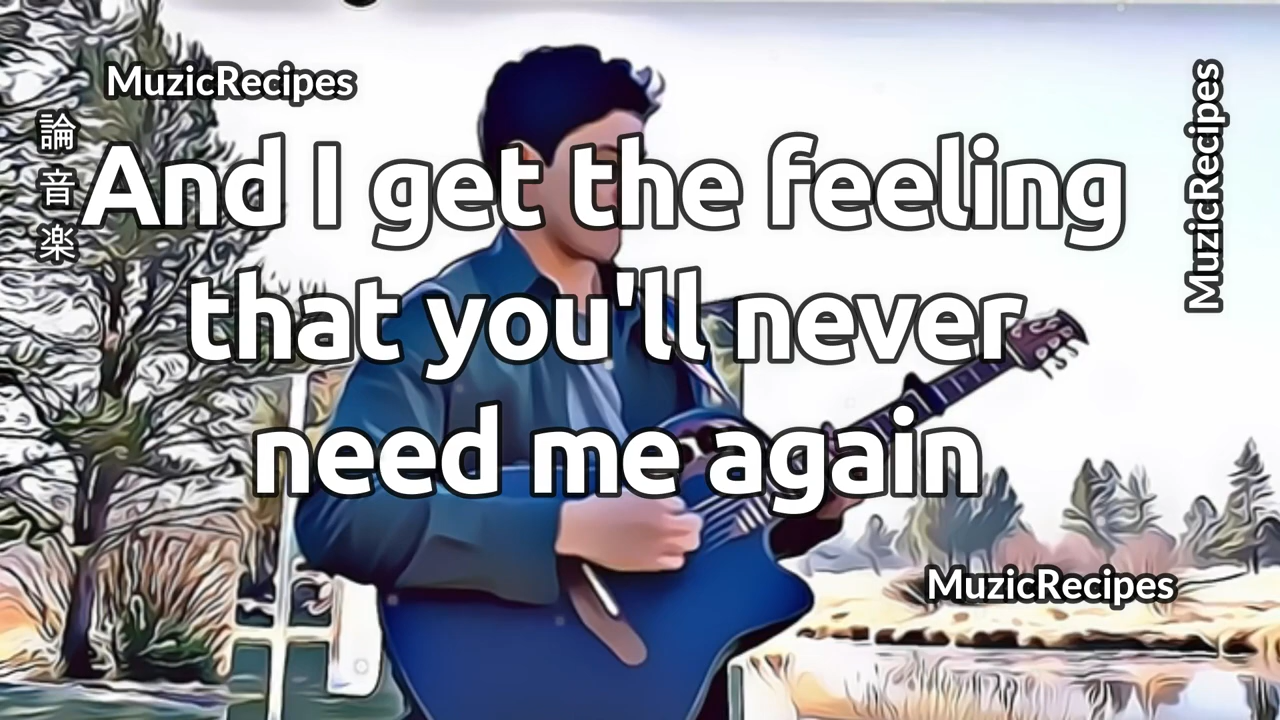 MuzicRecipes
MuzicRecipes
論音楽
And I get the feeling
that you'll never
need me again
MuzicRecipes